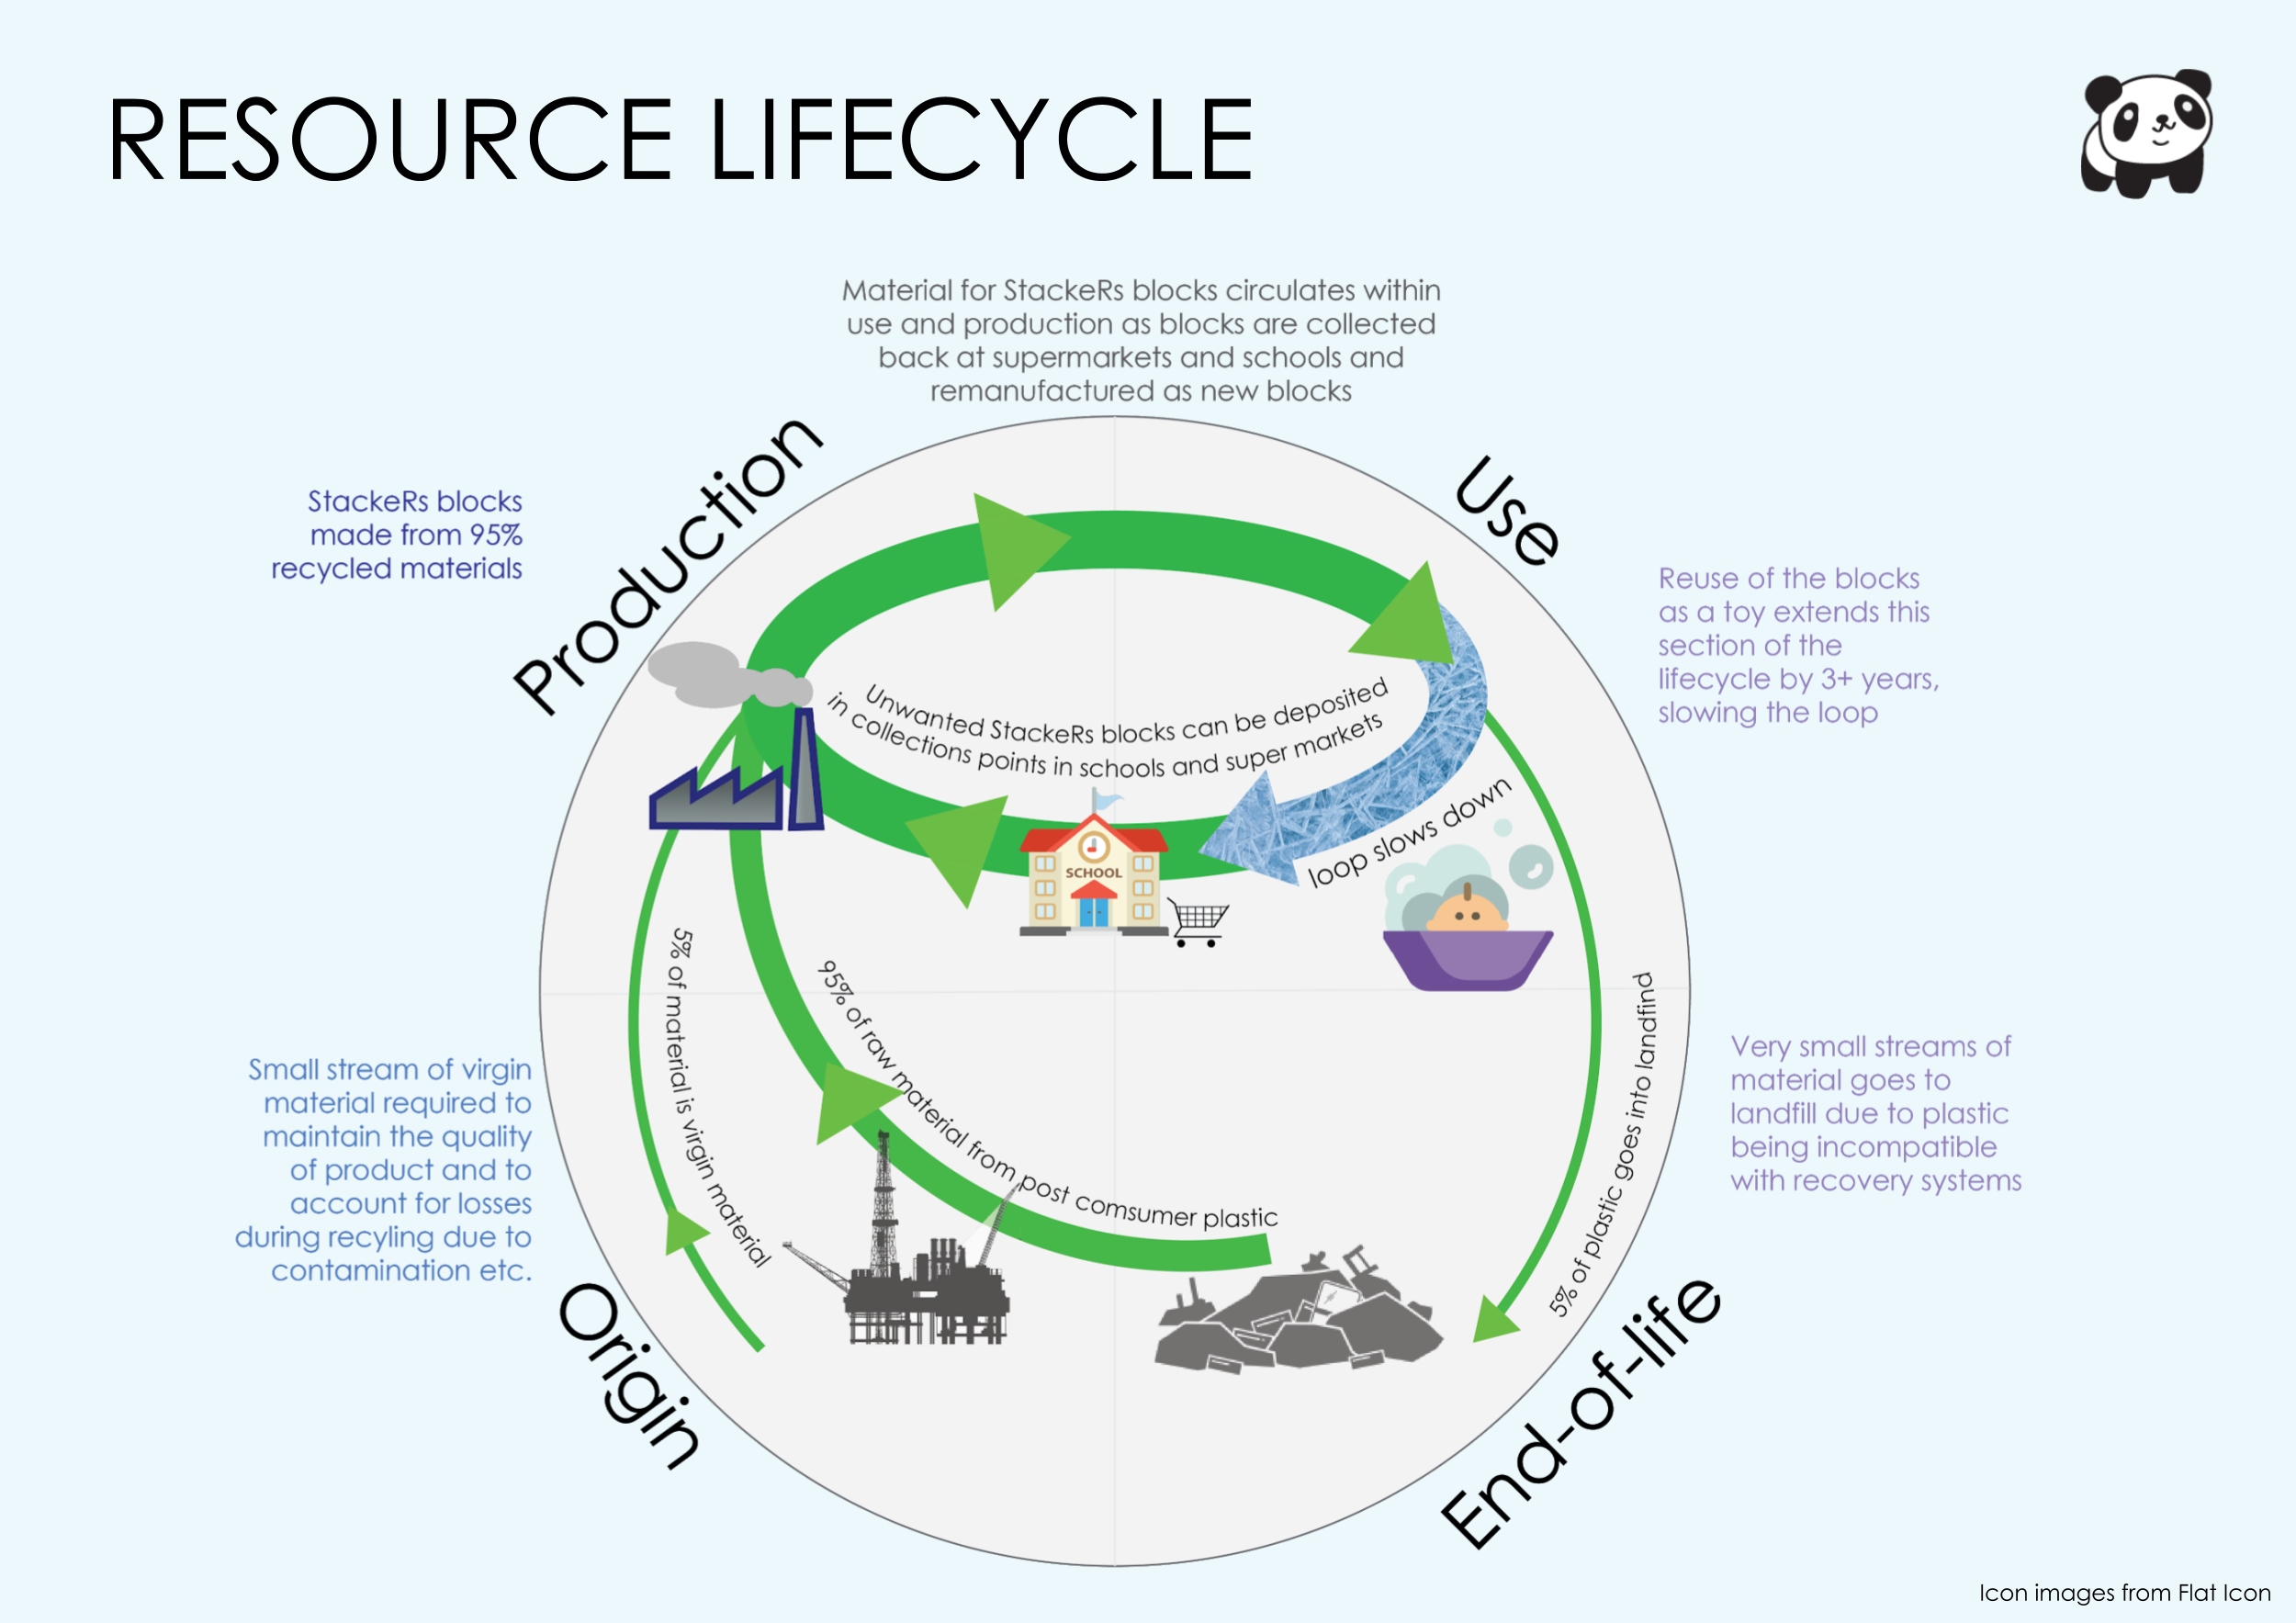 RESOURCE LIFECYCLE
Material for StackeRs blocks circulates within
use and production as blocks are collected
back at supermarkets and schools and
remanufactured as new blocks
Production
Use
StackeRs blocks
made from 95%
recycled materials
Reuse of the blocks
as a toy extends this
section of the
lifecycle by 3+ years,
slowing the loop
Unwanted StackeRs blocks can be deposited
in collections points in schools and super markets
loop slows down
SCHOOL
5% of material is virgin material
95% of raw material from post comsumer plastic
5% of plastic goes into landfind
Small stream of virgin
material required to
maintain the quality
of product and to
account for losses
during recyling due to
contamination etc.
Very small streams of
material goes to
landfill due to plastic
being incompatible
with recovery systems
Origin
End-of-life
Icon images from Flat Icon